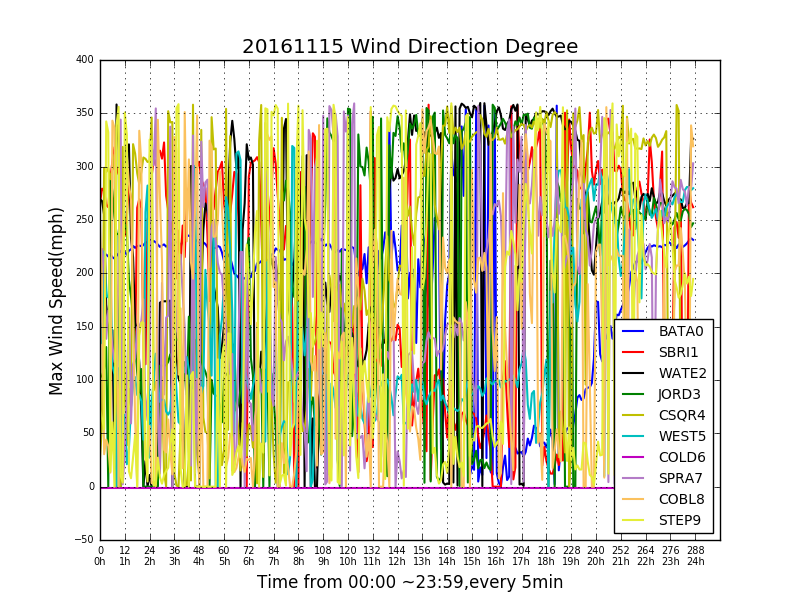 20161115 Wind Direction Degree
Max Wind Speed(mph)
400
350
300
250
200
150
100
50
0
−50
BATA0
SBRI1
WATE2
JORD3
CSQR4
WEST5
COLD6
SPRA7
COBL8
STEP9
0 12 24 36 48 60 72 84 96 108 120 132 144 156 168 180 192 204 216 228 240 252 264 276 288
0h 1h 2h 3h 4h 5h 6h 7h 8h 9h 10h 11h 12h 13h 14h 15h 16h 17h 18h 19h 20h 21h 22h 23h 24h
Time from 00:00 ~23:59,every 5min